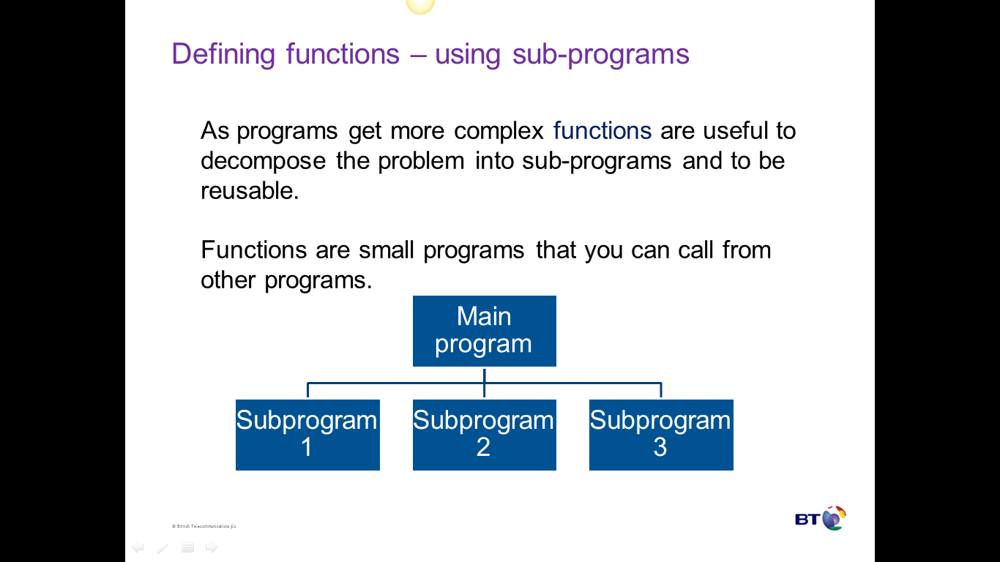 Defining functions – using sub-programs
As programs get more complex functions are useful to
decompose the problem into sub-programs and to be
reusable.
Functions are small programs that you can call from
other programs.
Main
program
Subprogram
1
Subprogram
2
Subprogram
3
© British Telecommunications plc
BT